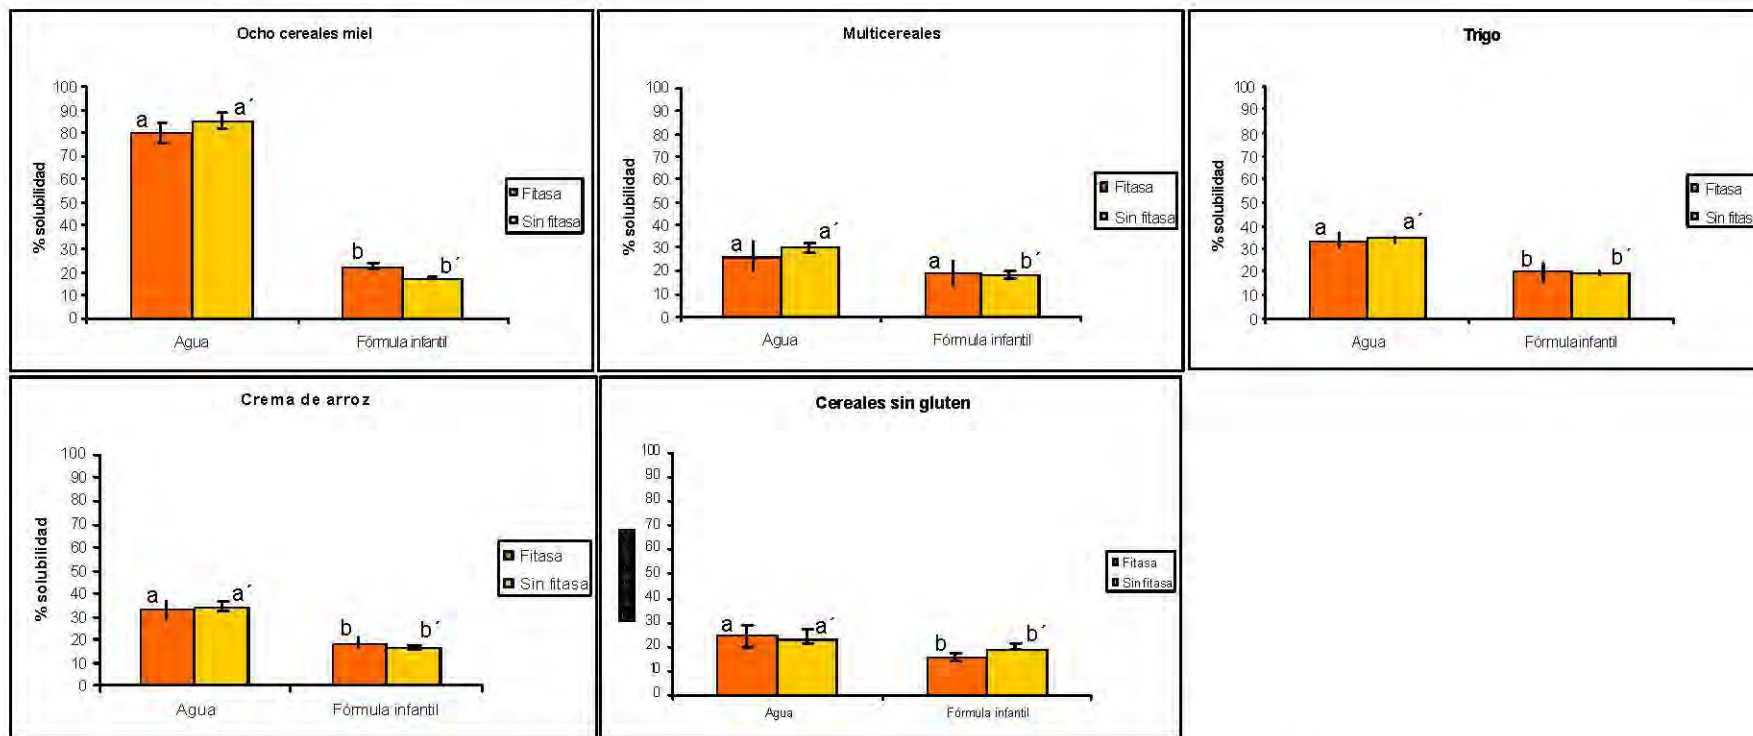 Ocho cereales miel
100
90
80
70
60
50
40
30
20
10
0
% solubilidad
a
a´
b
b´
Agua
Fórmula infantil
Fitasa
Sin fitasa
Multicereales
100
90
80
70
60
50
40
30
20
10
0
% solubilidad
a
a´
a
b´
Agua
Fórmula infantil
Fitasa
Sin fitasa
Trigo
100
90
80
70
60
50
40
30
20
10
0
% solubilidad
a
a´
b
b´
Agua
Fórmula infantil
Fitasa
Sin fitasa
Crema de arroz
100
90
80
70
60
50
40
30
20
10
0
% solubilidad
a
a´
b
b´
Agua
Fórmula infantil
Fitasa
Sin fitasa
Cereales sin gluten
100
90
80
70
60
50
40
30
20
10
0
a
a´
b
b´
Agua
Fórmula infantil
Fitasa
Sin fitasa